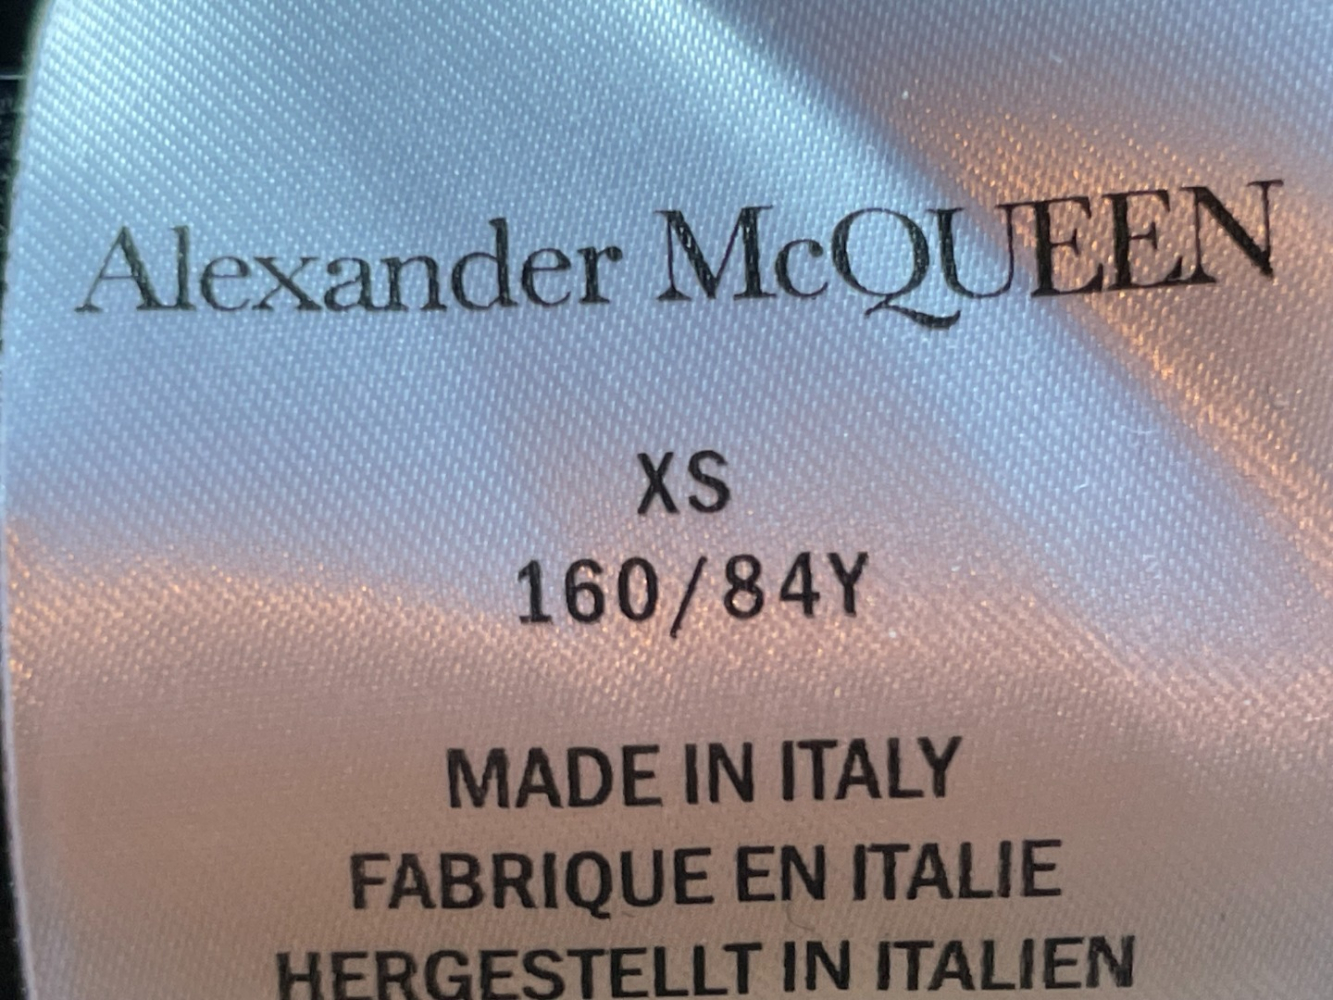 Alexander McQUEEN
XS
160/84Y
MADE IN ITALY
FABRIQUE EN ITALIE
HERGESTELLT IN ITALIEN